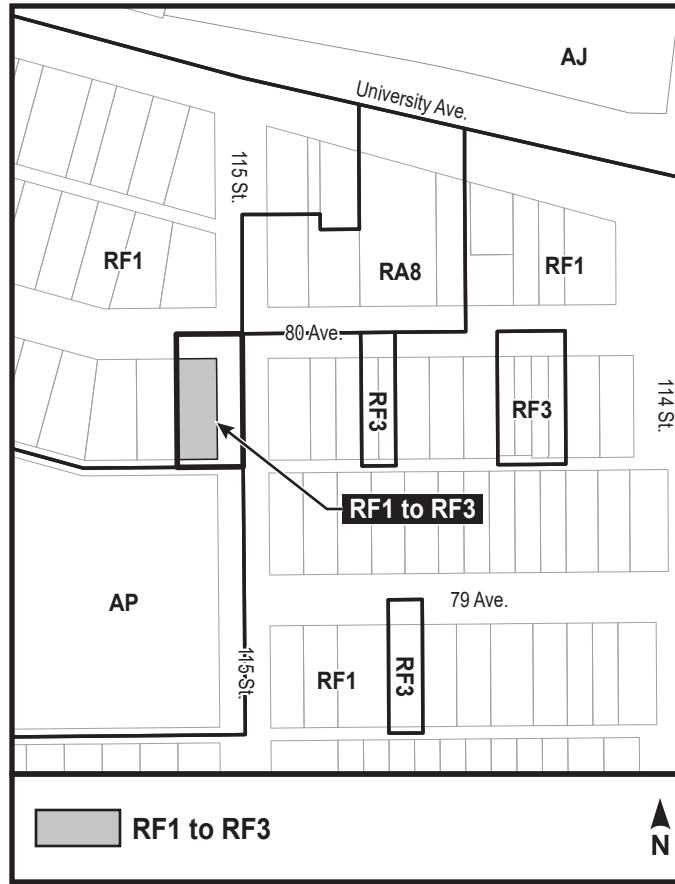 AJ
University Ave.
115 St.
RF1
RA8
RF1
80 Ave.
RF3
RF3
114 St.
RF1 to RF3
AP
79 Ave.
115 St.
RF1
RF3
RF1 to RF3
N